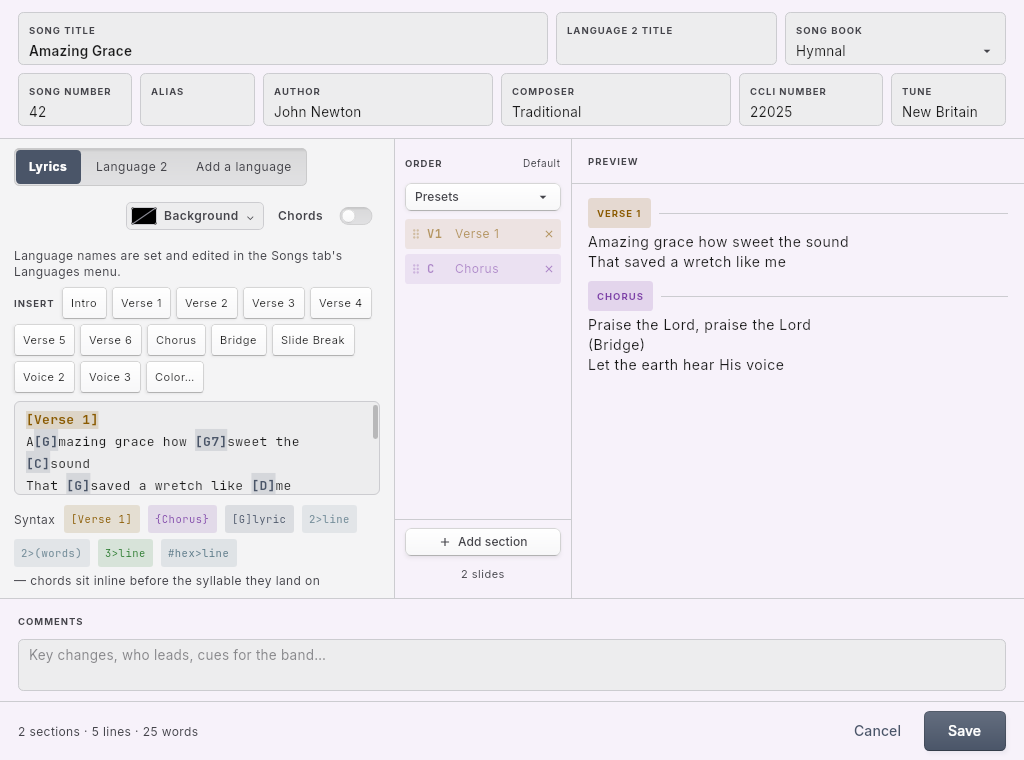 SONG TITLE
Amazing Grace
LANGUAGE 2 TITLE
SONG BOOK
Hymnal
SONG NUMBER
42
ALIAS
AUTHOR
John Newton
COMPOSER
Traditional
CCLI NUMBER
22025
TUNE
New Britain
Lyrics
Language 2
Add a language
Background
Chords
Language names are set and edited in the Songs tab's
Languages menu.
INSERT
Intro
Verse 1
Verse 2
Verse 3
Verse 4
Verse 5
Verse 6
Chorus
Bridge
Slide Break
Voice 2
Voice 3
Color...
[Verse 1]
A[G]mazing grace how [G7]sweet the
[C]sound
That [G]saved a wretch like [D]me
Syntax
[Verse 1]
{Chorus}
[G]lyric
2>line
2>(words)
3>line
#hex>line
— chords sit inline before the syllable they land on
ORDER
Default
Presets
V1 Verse 1 ×
C Chorus ×
+ Add section
2 slides
PREVIEW
VERSE 1
Amazing grace how sweet the sound
That saved a wretch like me
CHORUS
Praise the Lord, praise the Lord
(Bridge)
Let the earth hear His voice
COMMENTS
Key changes, who leads, cues for the band...
2 sections · 5 lines · 25 words
Cancel
Save